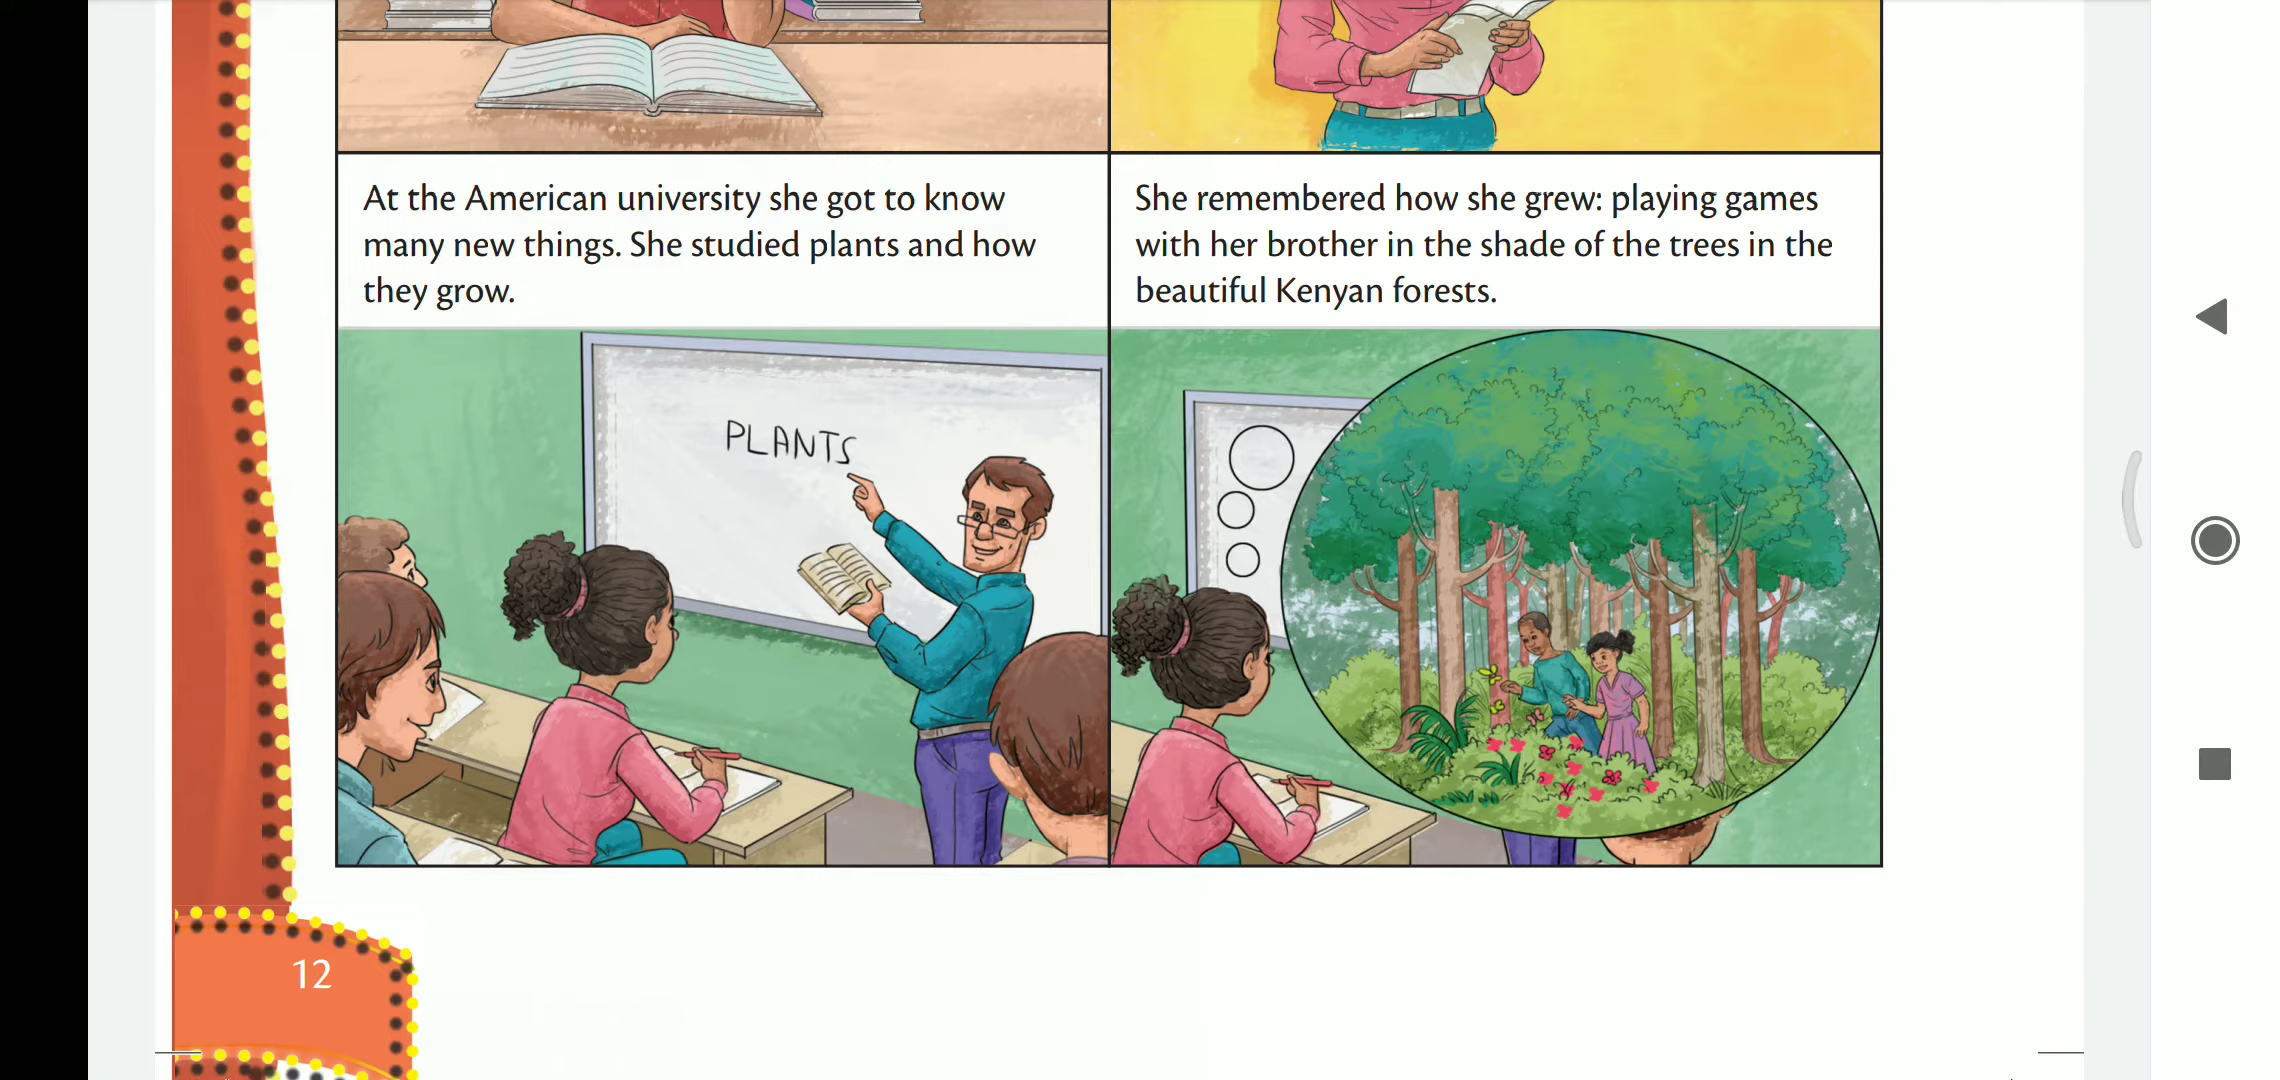 At the American university she got to know
many new things. She studied plants and how
they grow.
She remembered how she grew: playing games
with her brother in the shade of the trees in the
beautiful Kenyan forests.
PLANTS
12